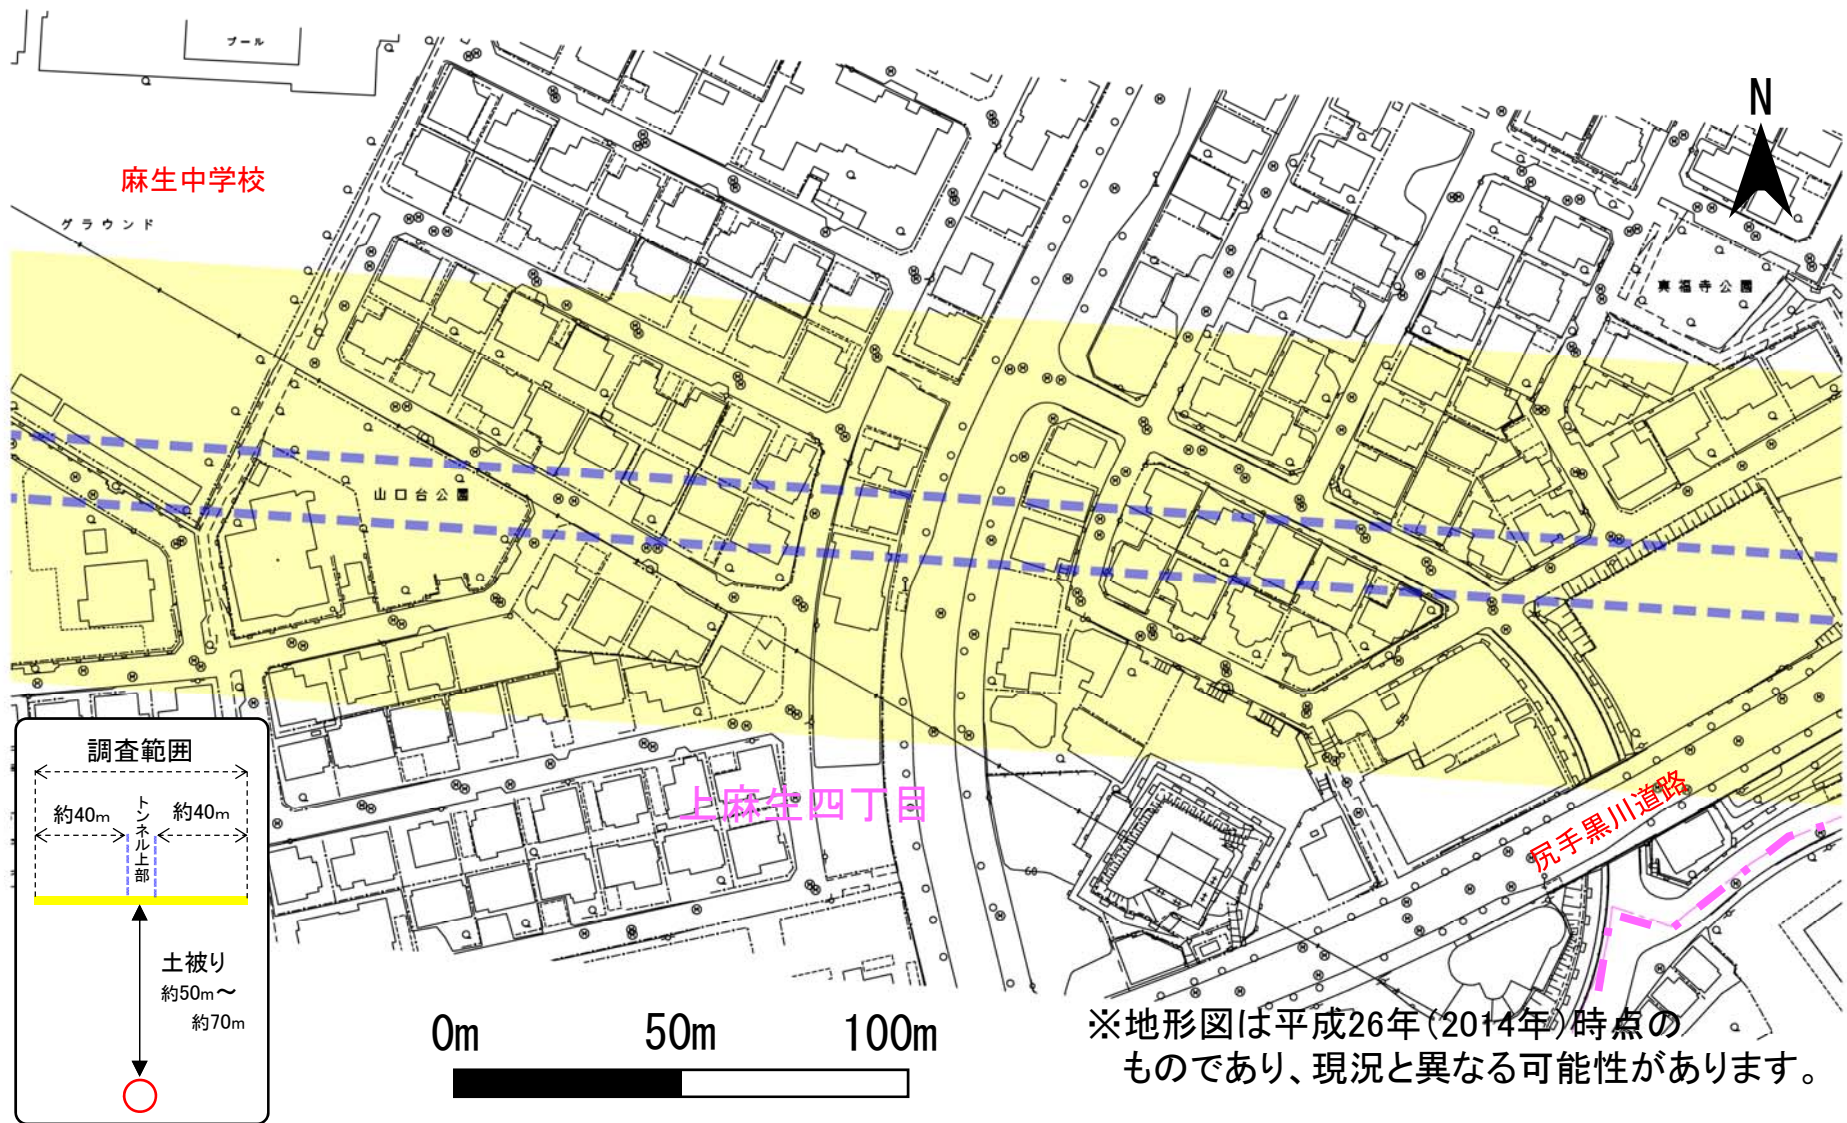 プール
N
麻生中学校
グラウンド
真福寺公園
山口台公園
調査範囲
約40m
トンネル上部
約40m
土被り
約50m～
約70m
上麻生四丁目
尻手黒川道路
0m
50m
100m
※地形図は平成26年(2014年)時点の
ものであり、現況と異なる可能性があります。